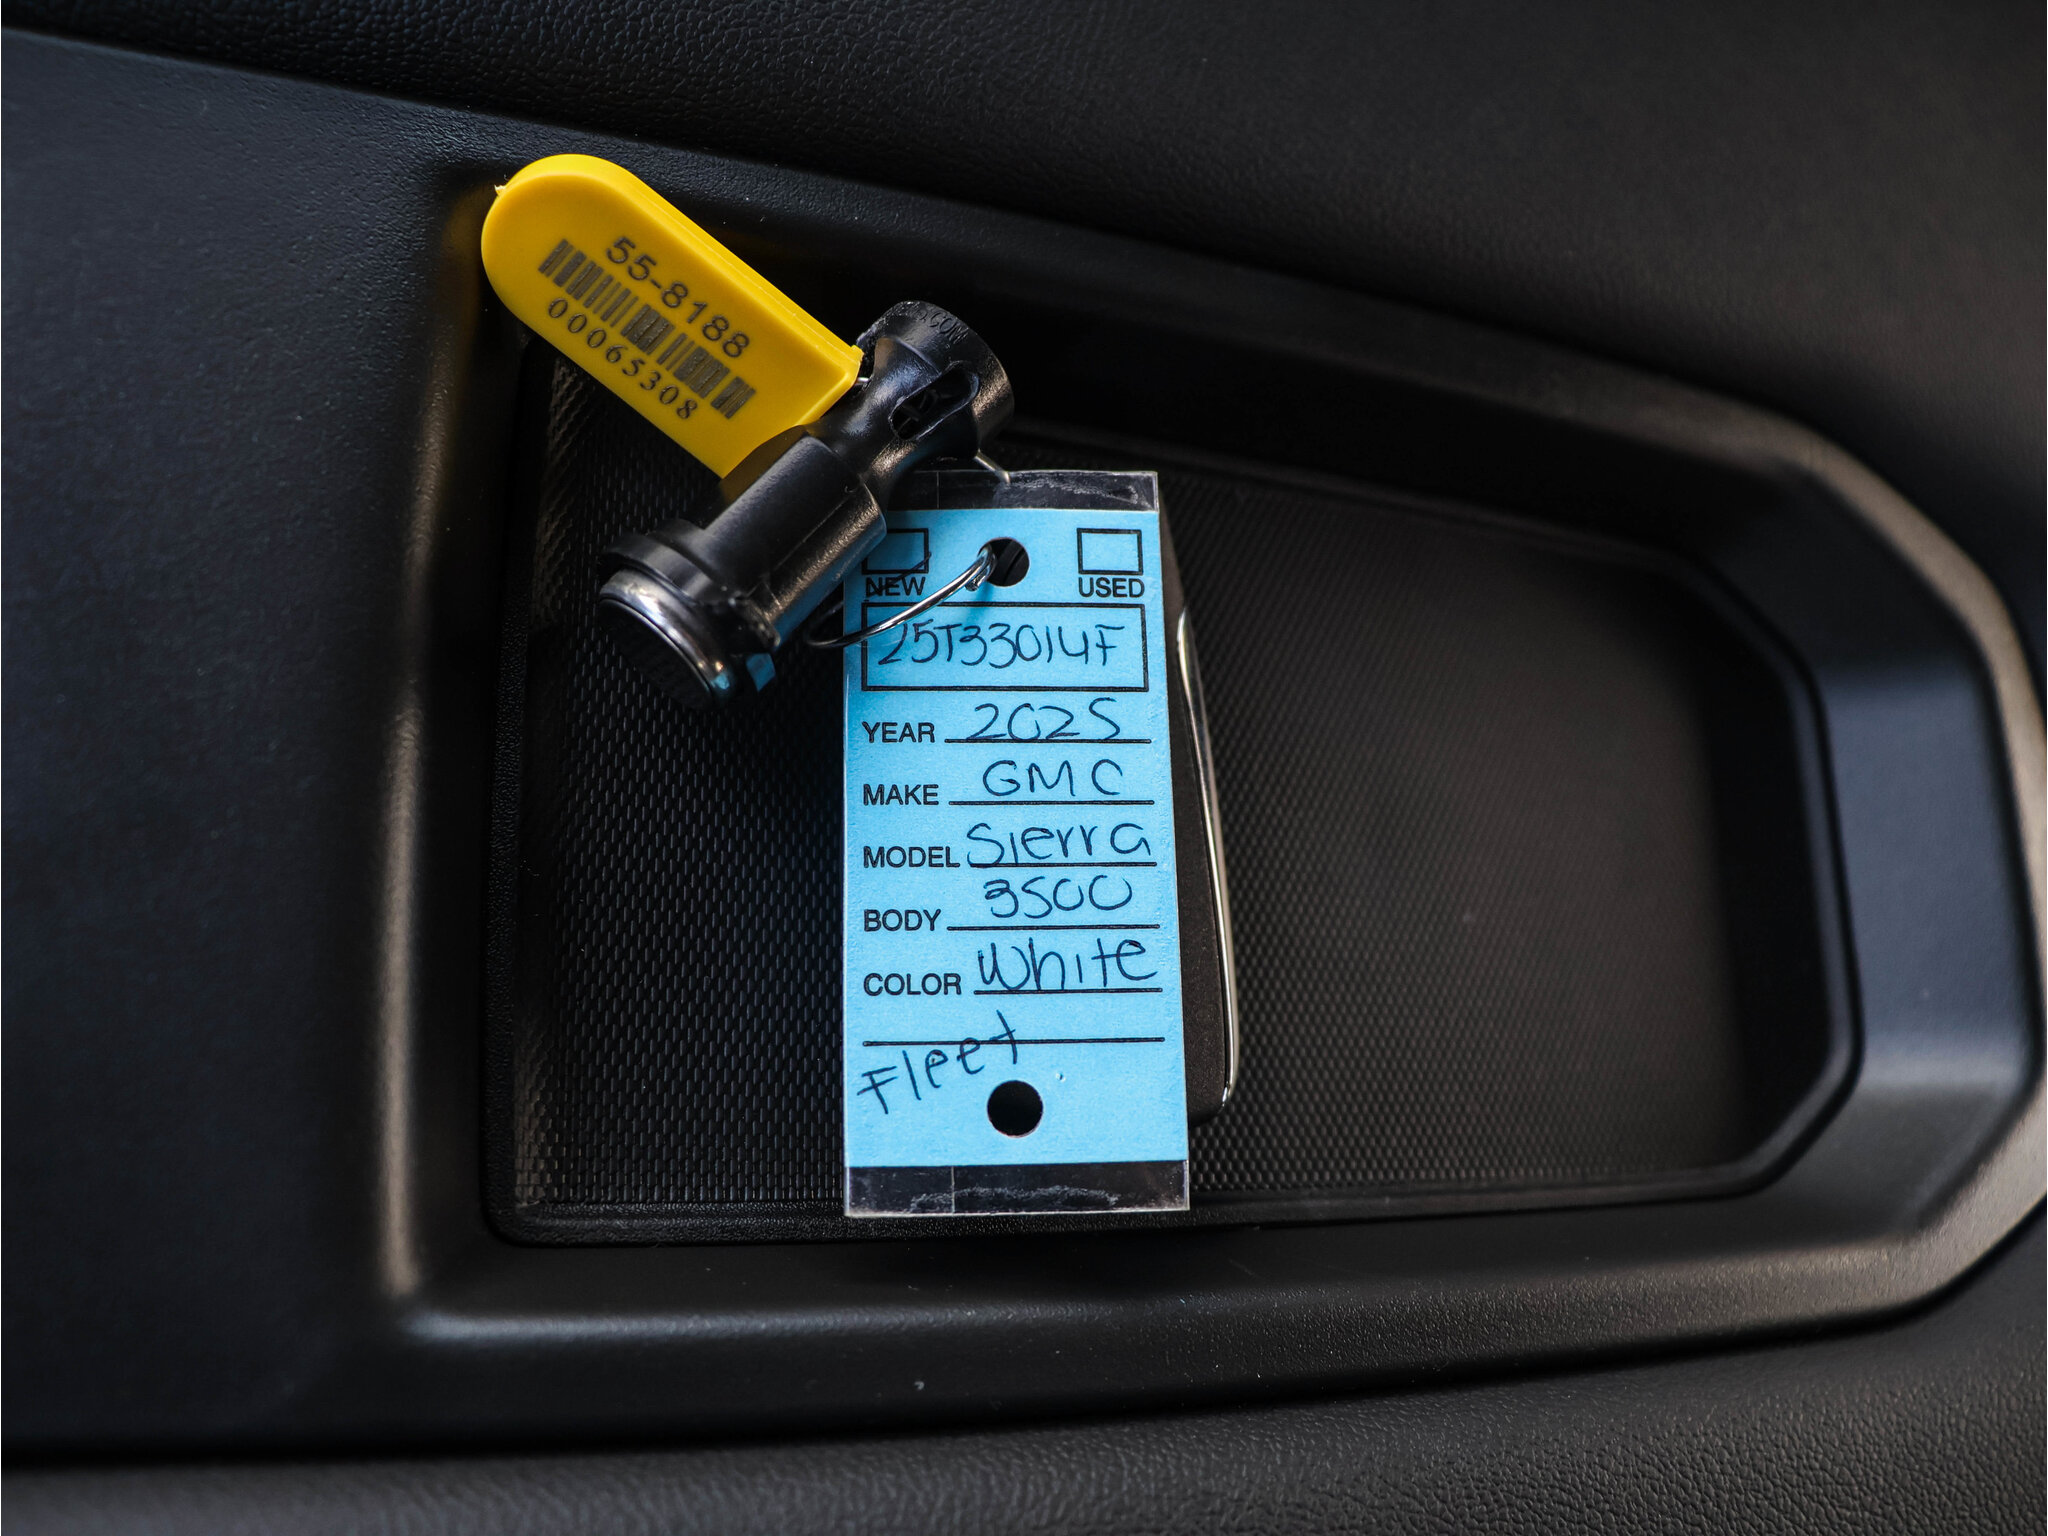 55-8188
00065308
NEW USED
25T33014F
YEAR 2025
MAKE GMC
MODEL Sierra
BODY 3500
COLOR White
Fleet